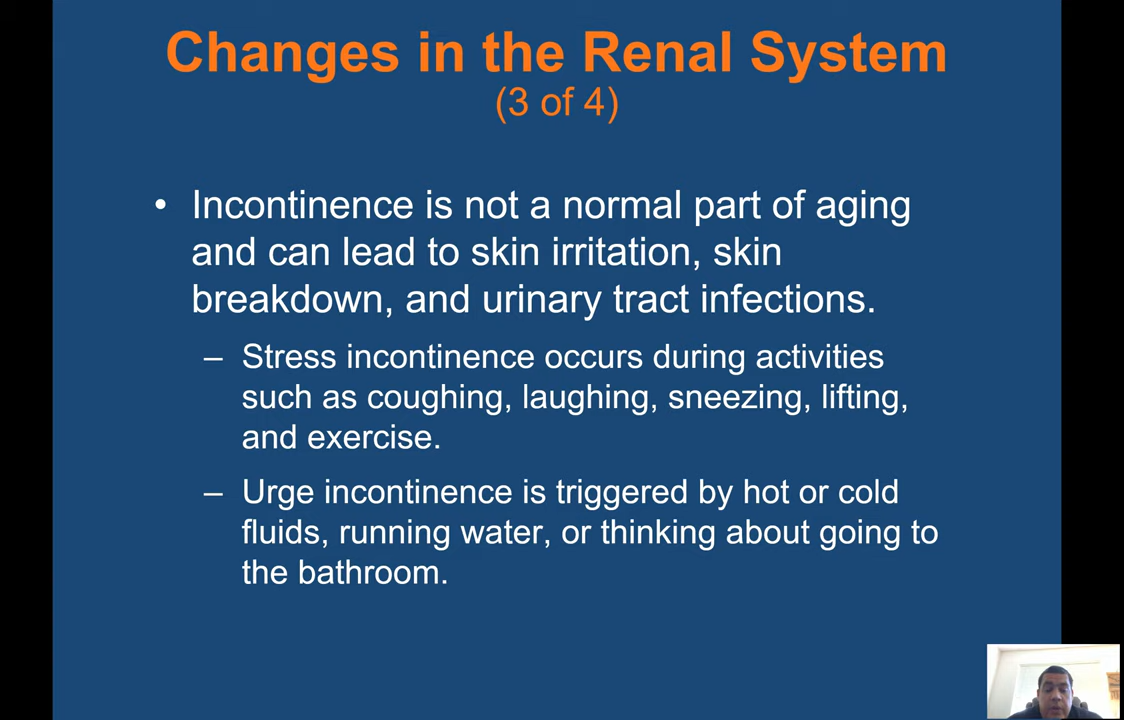 Changes in the Renal System
(3 of 4)
• Incontinence is not a normal part of aging
and can lead to skin irritation, skin
breakdown, and urinary tract infections.
– Stress incontinence occurs during activities
such as coughing, laughing, sneezing, lifting,
and exercise.
– Urge incontinence is triggered by hot or cold
fluids, running water, or thinking about going to
the bathroom.